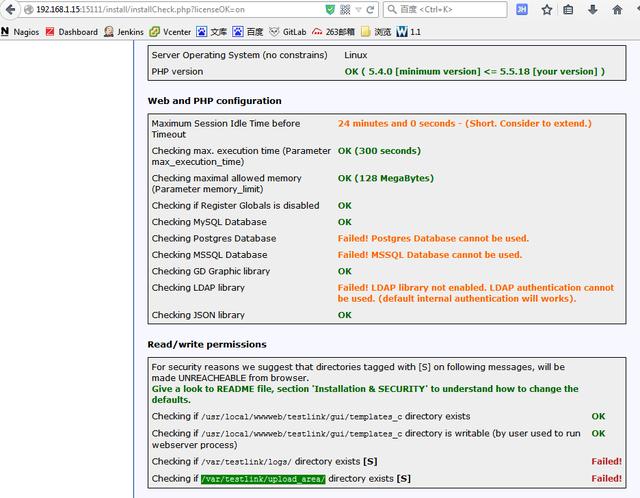 192.168.1.15:15111/install/installCheck.php?licenseOK=on
百度 <Ctrl+K>
Nagios Dashboard Jenkins Vcenter 文库 百度 GitLab 263邮箱 浏览 1.1
Server Operating System (no constrains) Linux
PHP version OK ( 5.4.0 [minimum version] <= 5.5.18 [your version] )
Web and PHP configuration
Maximum Session Idle Time before 24 minutes and 0 seconds - (Short. Consider to extend.)
Timeout
Checking max. execution time (Parameter OK (300 seconds)
max_execution_time)
Checking maximal allowed memory OK (128 MegaBytes)
(Parameter memory_limit)
Checking if Register Globals is disabled OK
Checking MySQL Database OK
Checking Postgres Database Failed! Postgres Database cannot be used.
Checking MSSQL Database Failed! MSSQL Database cannot be used.
Checking GD Graphic library OK
Checking LDAP library Failed! LDAP library not enabled. LDAP authentication cannot
be used. (default internal authentication will works).
Checking JSON library OK
Read/write permissions
For security reasons we suggest that directories tagged with [S] on following messages, will be
made UNREACHEABLE from browser.
Give a look to README file, section 'Installation & SECURITY' to understand how to change the
defaults.
Checking if /usr/local/wwwweb/testlink/gui/templates_c directory exists OK
Checking if /usr/local/wwwweb/testlink/gui/templates_c directory is writable (by user used to run OK
webserver process)
Checking if /var/testlink/logs/ directory exists [S] Failed!
Checking if /var/testlink/upload_area/ directory exists [S] Failed!